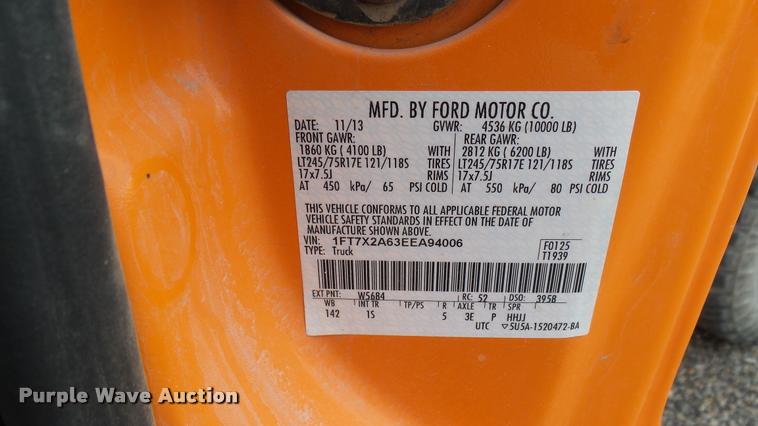 MFD. BY FORD MOTOR CO.
DATE: 11/13 GVWR: 4536 KG (10000 LB)
FRONT GAWR: REAR GAWR:
1860 KG ( 4100 LB) WITH 2812 KG ( 6200 LB) WITH
LT245/75R17E 121/118S TIRES LT245/75R17E 121/118S TIRES
17x7.5J RIMS 17x7.5J RIMS
AT 450 kPa/ 65 PSI COLD AT 550 kPa/ 80 PSI COLD
THIS VEHICLE CONFORMS TO ALL APPLICABLE FEDERAL MOTOR
VEHICLE SAFETY STANDARDS IN EFFECT ON THE DATE OF
MANUFACTURE SHOWN ABOVE.
VIN: 1FT7X2A63EEA94006 F0125
TYPE: Truck T1939
EXT PNT: W5684 RC: 52 DSO: 3958
WB INT TR TP/PS R AXLE TR SPR
142 1S 5 3E P HHJJ
UTC ▽5U5A-1520472-BA
Purple Wave Auction